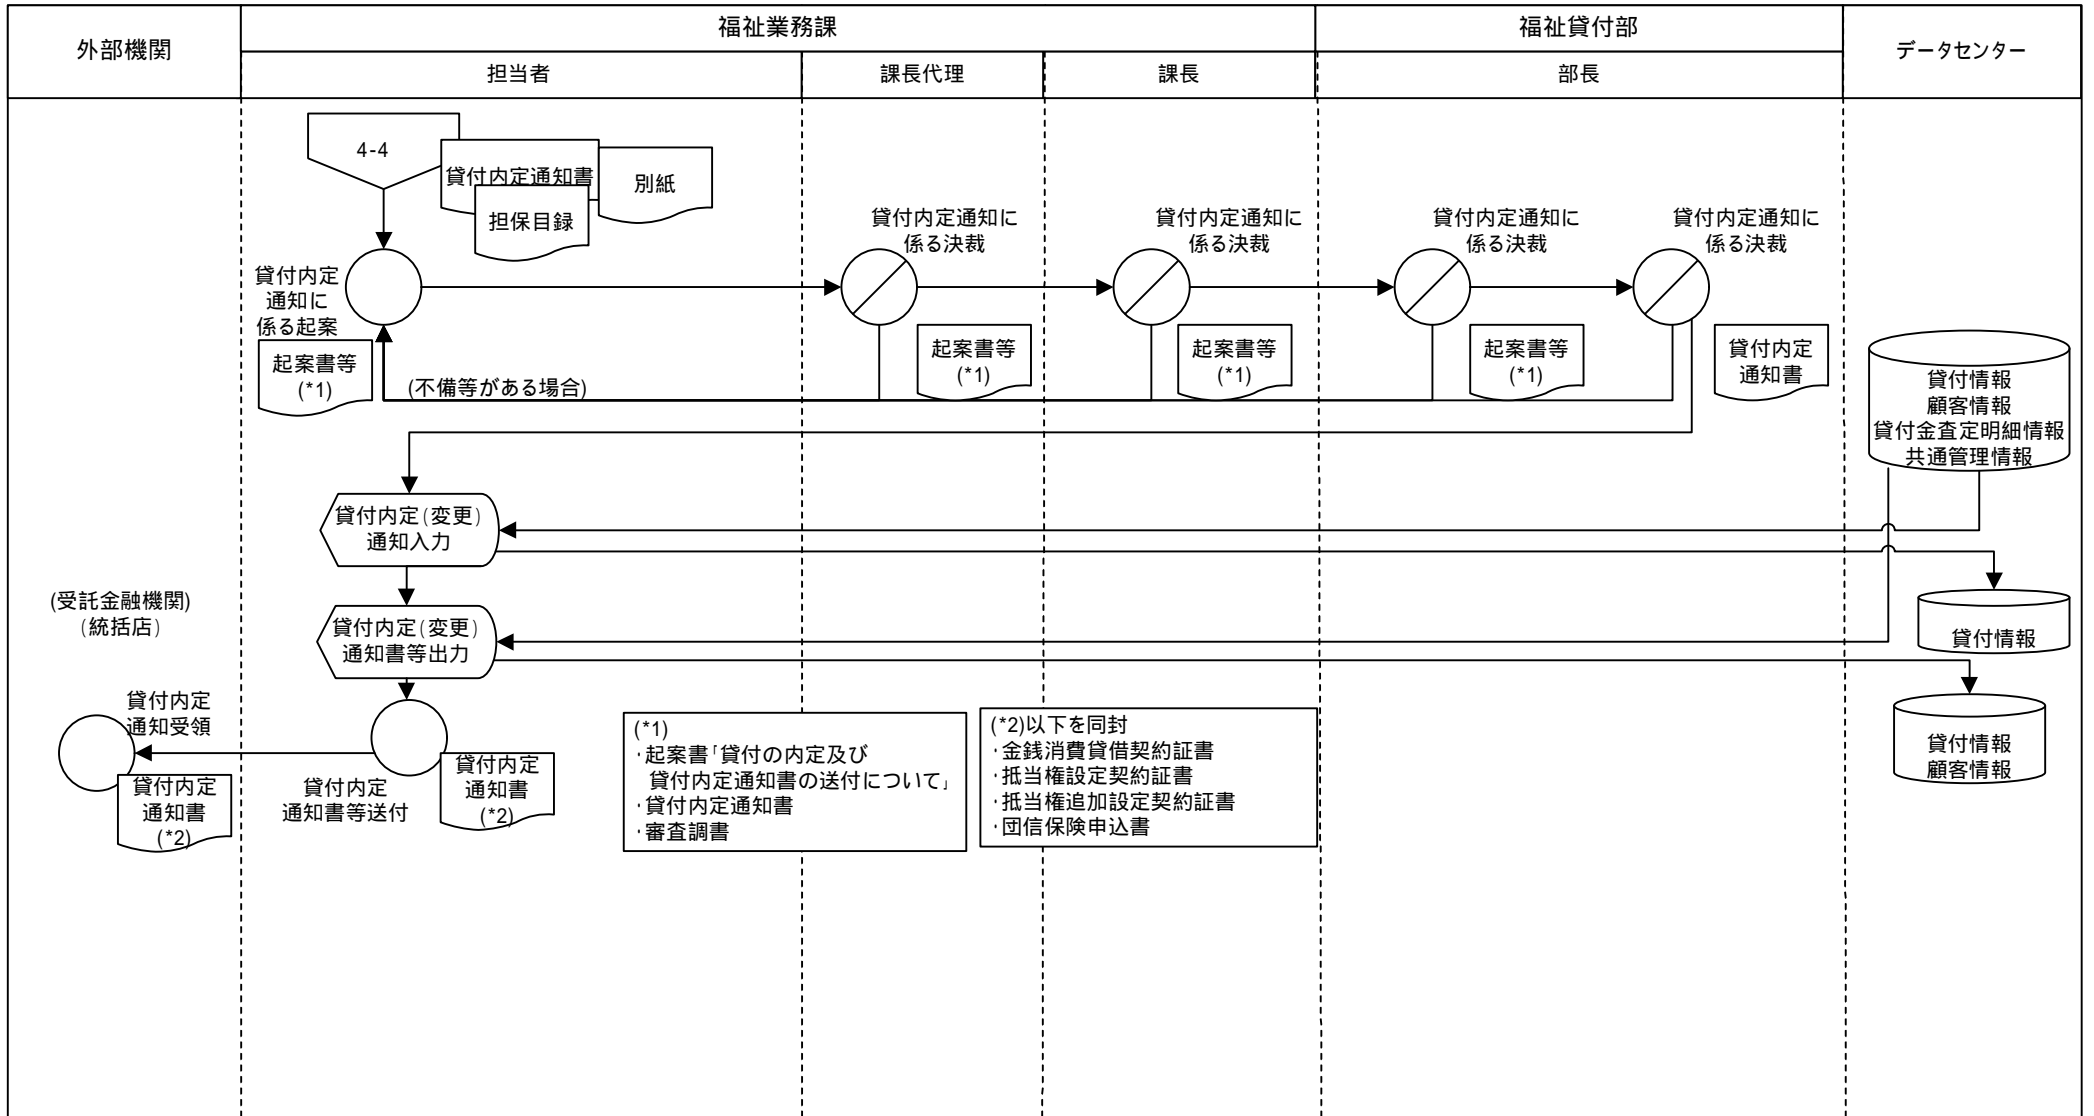 外部機関
福祉業務課
福祉貸付部
データセンター
担当者
課長代理
課長
部長
4-4
貸付内定通知書
別紙
担保目録
貸付内定通知に
係る決裁
貸付内定通知に
係る決裁
貸付内定通知に
係る決裁
貸付内定通知に
係る決裁
貸付内定
通知に
係る起案
起案書等
(*1)
(不備等がある場合)
起案書等
(*1)
起案書等
(*1)
起案書等
(*1)
貸付内定
通知書
貸付情報
顧客情報
貸付金査定明細情報
共通管理情報
貸付内定(変更)
通知入力
(受託金融機関)
(統括店)
貸付内定(変更)
通知書等出力
貸付情報
貸付内定
通知受領
貸付内定
通知書
(*2)
貸付内定
通知書等送付
貸付内定
通知書
(*2)
(*1)
・起案書「貸付の内定及び
貸付内定通知書の送付について」
・貸付内定通知書
・審査調書
(*2)以下を同封
・金銭消費貸借契約証書
・抵当権設定契約証書
・抵当権追加設定契約証書
・団信保険申込書
貸付情報
顧客情報